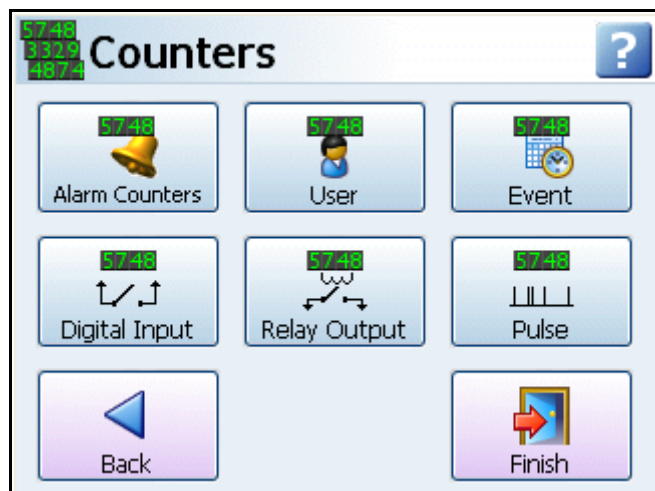 5748
3329
4874
Counters
?
5748
Alarm Counters
5748
User
5748
Event
5748
Digital Input
5748
Relay Output
5748
Pulse
Back
Finish